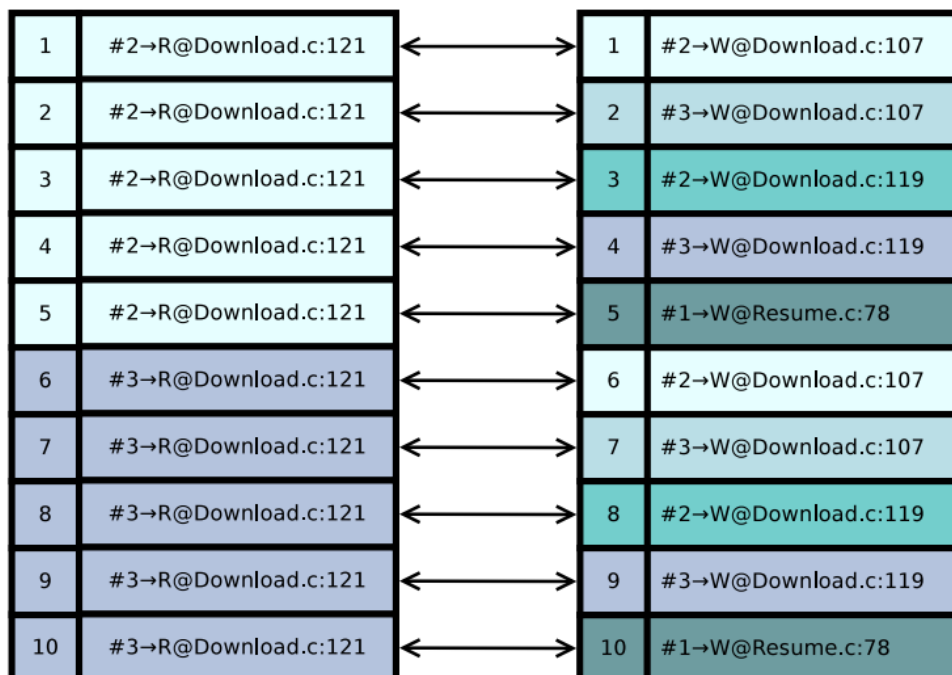 1 #2→R@Download.c:121 1 #2→W@Download.c:107
2 #2→R@Download.c:121 2 #3→W@Download.c:107
3 #2→R@Download.c:121 3 #2→W@Download.c:119
4 #2→R@Download.c:121 4 #3→W@Download.c:119
5 #2→R@Download.c:121 5 #1→W@Resume.c:78
6 #3→R@Download.c:121 6 #2→W@Download.c:107
7 #3→R@Download.c:121 7 #3→W@Download.c:107
8 #3→R@Download.c:121 8 #2→W@Download.c:119
9 #3→R@Download.c:121 9 #3→W@Download.c:119
10 #3→R@Download.c:121 10 #1→W@Resume.c:78